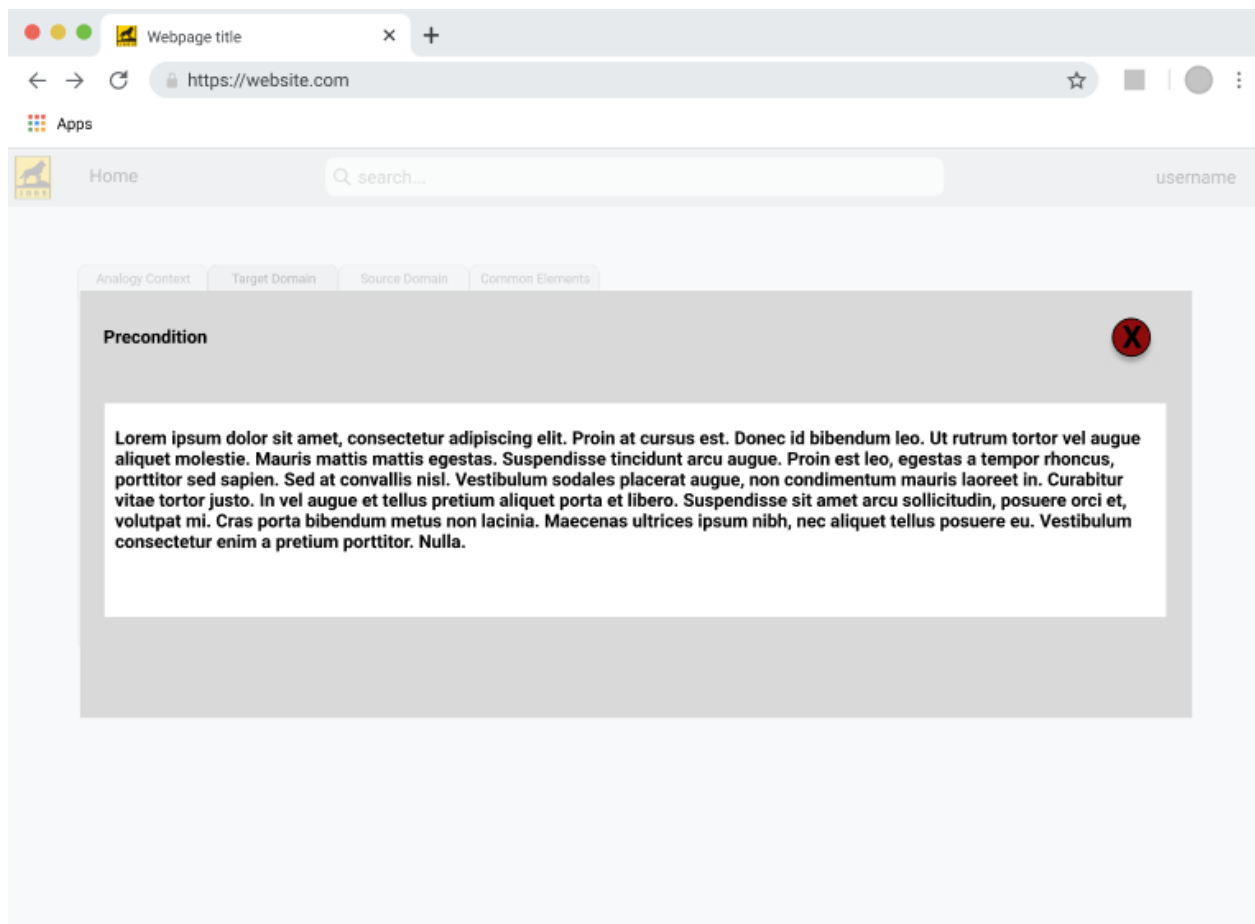 Webpage title
https://website.com
Apps
Home
search...
username
Analogy Context
Target Domain
Source Domain
Common Elements
Precondition
X
Lorem ipsum dolor sit amet, consectetur adipiscing elit. Proin at cursus est. Donec id bibendum leo. Ut rutrum tortor vel augue
aliquet molestie. Mauris mattis mattis egestas. Suspendisse tincidunt arcu augue. Proin est leo, egestas a tempor rhoncus,
porttitor sed sapien. Sed at convallis nisl. Vestibulum sodales placerat augue, non condimentum mauris laoreet in. Curabitur
vitae tortor justo. In vel augue et tellus pretium aliquet porta et libero. Suspendisse sit amet arcu sollicitudin, posuere orci et,
volutpat mi. Cras porta bibendum metus non lacinia. Maecenas ultrices ipsum nibh, nec aliquet tellus posuere eu. Vestibulum
consectetur enim a pretium porttitor. Nulla.